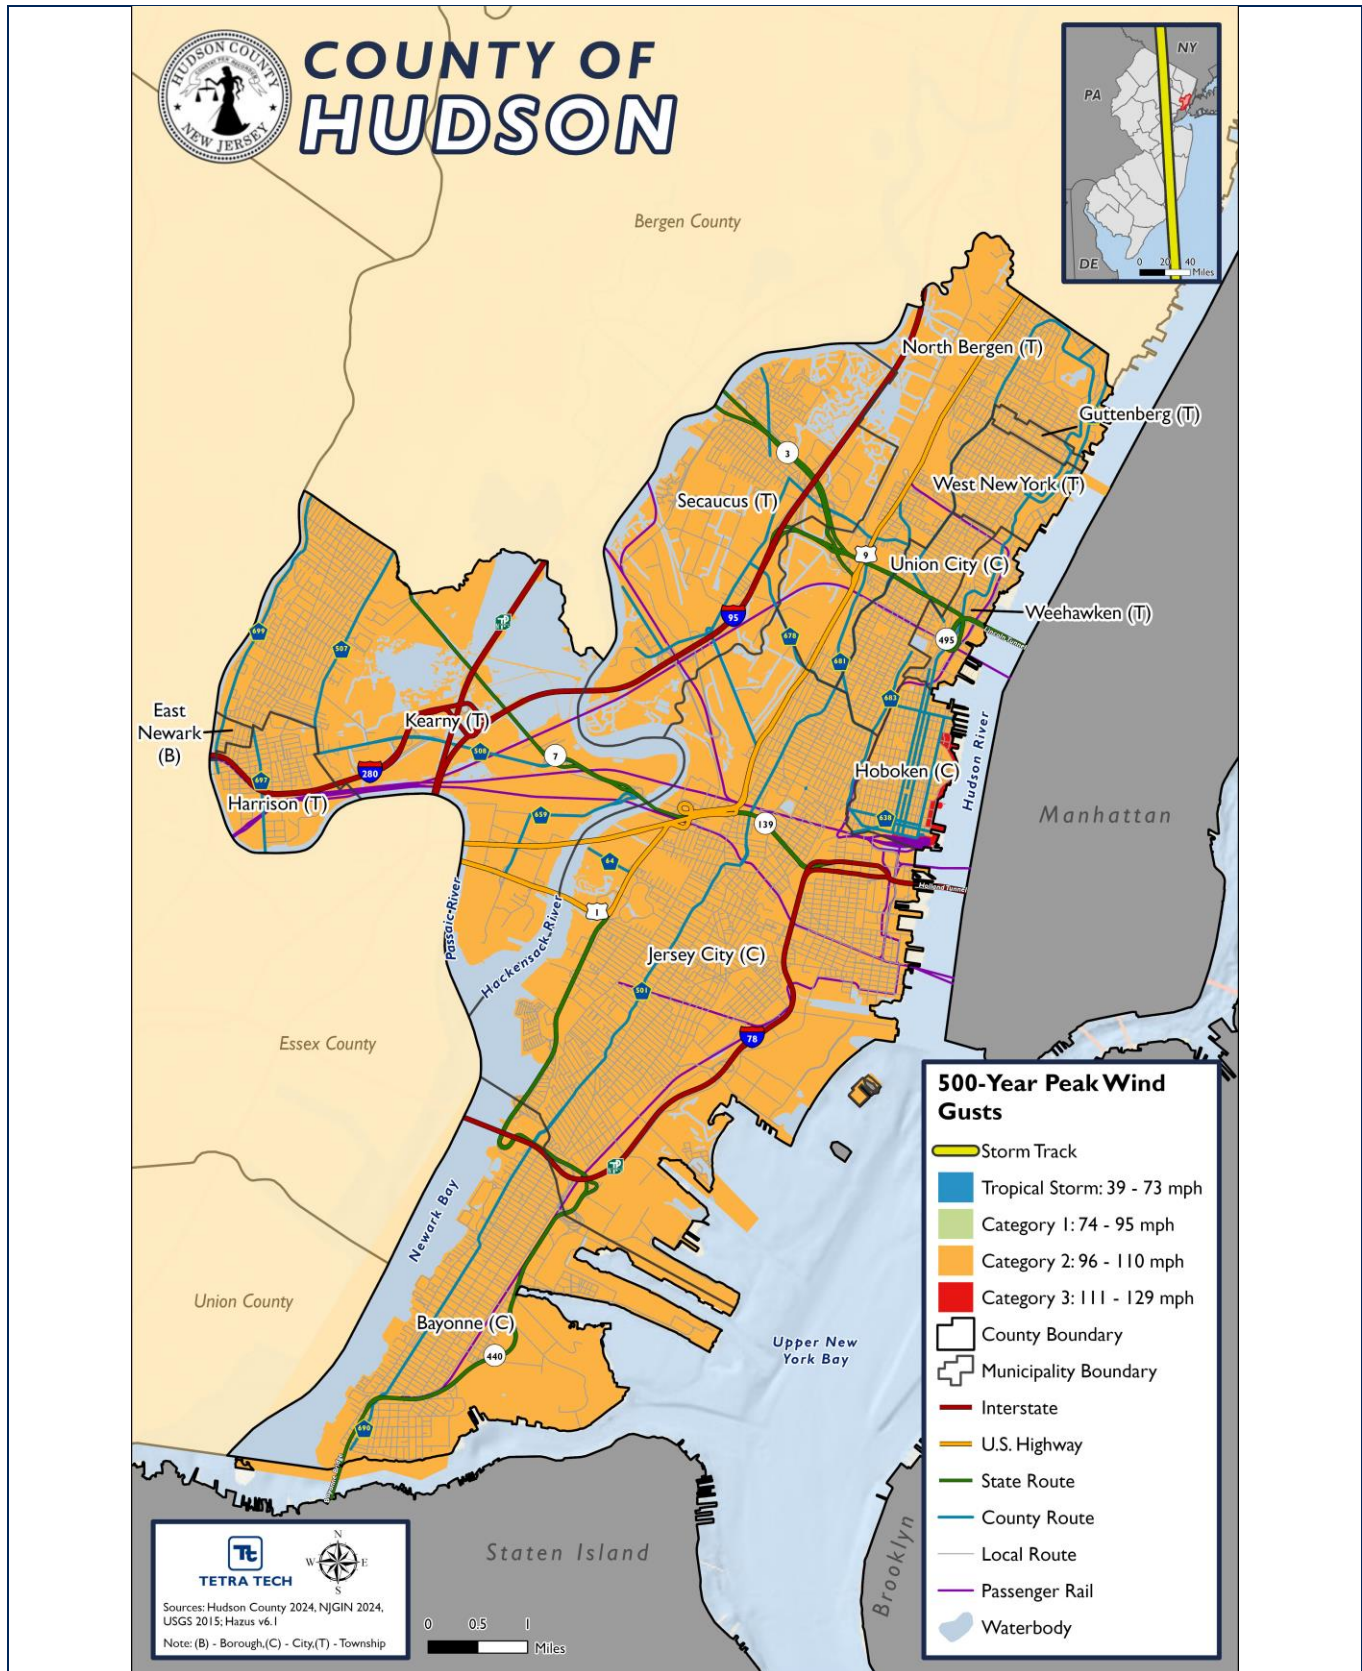 COUNTY OF
HUDSON
HUDSON COUNTY
NEW JERSEY
NY
PA
DE
0 20 40
Miles
Bergen County
North Bergen (T)
Guttenberg (T)
3
West New York (T)
Secaucus (T)
9
Union City (C)
Weehawken (T)
95
699
507
678
495
Lincoln Tunnel
681
683
East
Newark
(B)
Kearny (T)
508
7
280
697
Harrison (T)
Hoboken (C)
Hudson River
Manhattan
659
139
638
64
Holland Tunnel
1
Passaic River
Hackensack River
Jersey City (C)
501
78
Essex County
Newark Bay
Union County
Bayonne (C)
440
Upper New
York Bay
690
Staten Island
Brooklyn
500-Year Peak Wind
Gusts
Storm Track
Tropical Storm: 39 - 73 mph
Category 1: 74 - 95 mph
Category 2: 96 - 110 mph
Category 3: 111 - 129 mph
County Boundary
Municipality Boundary
Interstate
U.S. Highway
State Route
County Route
Local Route
Passenger Rail
Waterbody
Tt
TETRA TECH
N
W E
S
Sources: Hudson County 2024, NJGIN 2024,
USGS 2015; Hazus v6.1
Note: (B) - Borough,(C) - City,(T) - Township
0 0.5 1
Miles